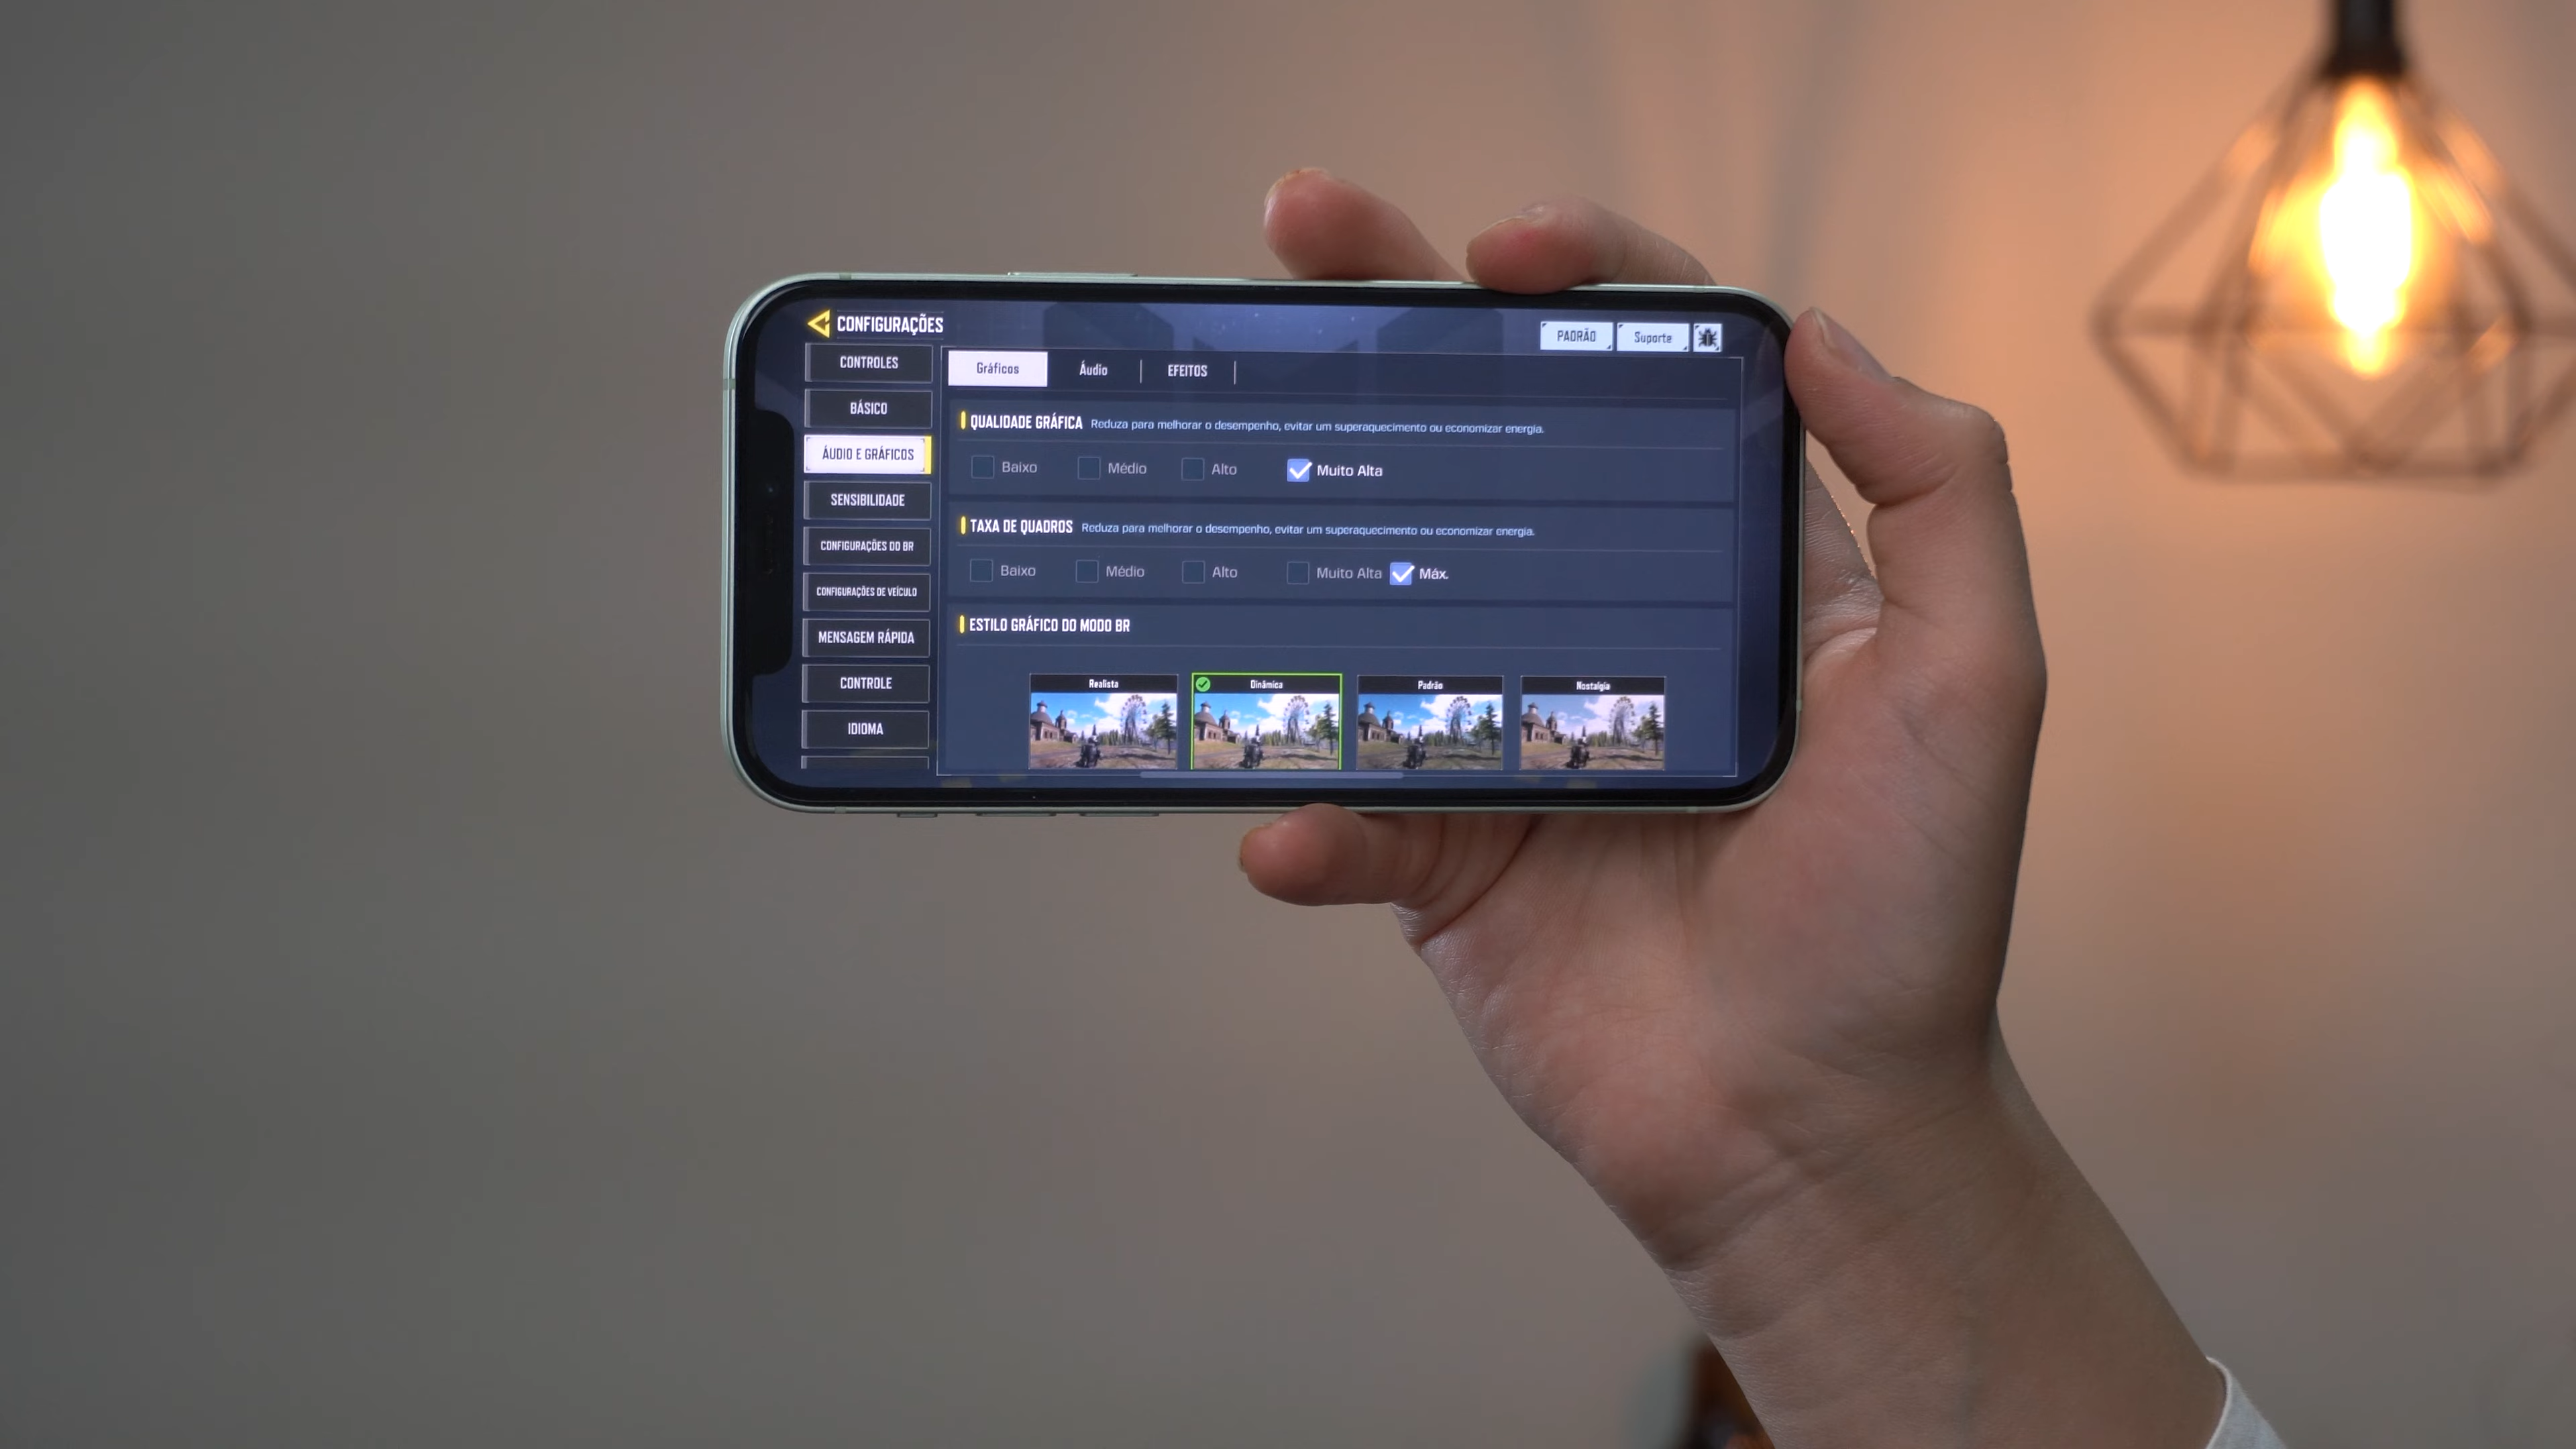 CONFIGURAÇÕES
PADRÃO
Suporte
CONTROLES
BÁSICO
ÁUDIO E GRÁFICOS
SENSIBILIDADE
CONFIGURAÇÕES DO BR
CONFIGURAÇÕES DE VEÍCULO
MENSAGEM RÁPIDA
CONTROLE
IDIOMA
Gráficos Áudio EFEITOS
QUALIDADE GRÁFICA Reduza para melhorar o desempenho, evitar um superaquecimento ou economizar energia.
Baixo Médio Alto Muito Alta
TAXA DE QUADROS Reduza para melhorar o desempenho, evitar um superaquecimento ou economizar energia.
Baixo Médio Alto Muito Alta Máx.
ESTILO GRÁFICO DO MODO BR
Realista Dinâmica Padrão Nostalgia